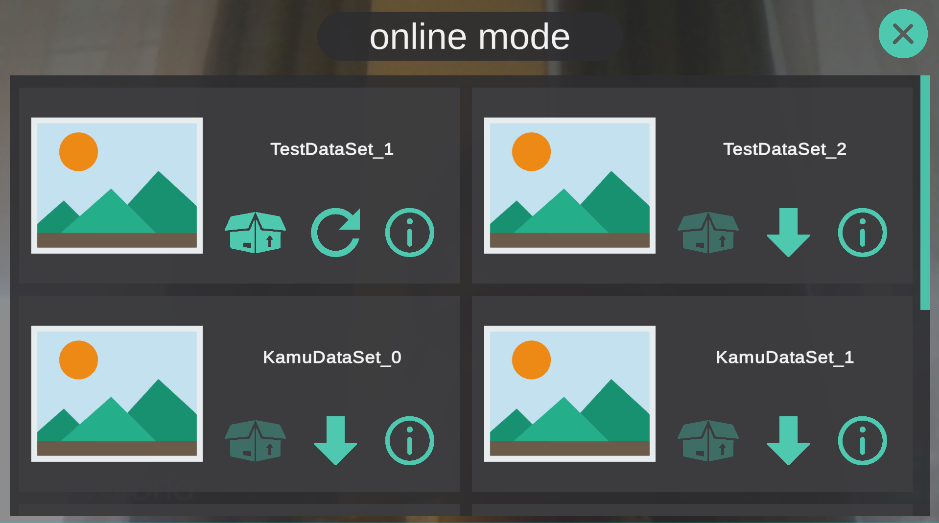 online mode
TestDataSet_1
TestDataSet_2
KamuDataSet_0
KamuDataSet_1